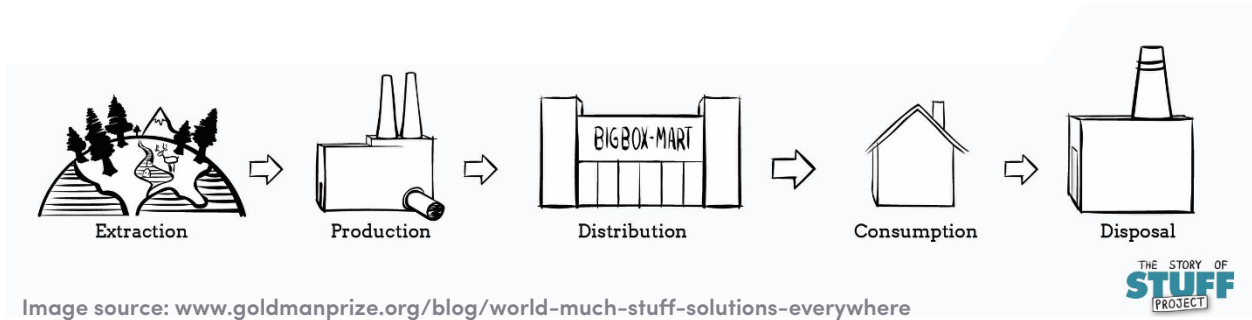 BIGBOX-MART
Extraction
Production
Distribution
Consumption
Disposal
THE STORY OF
STUFF
PROJECT
Image source: www.goldmanprize.org/blog/world-much-stuff-solutions-everywhere